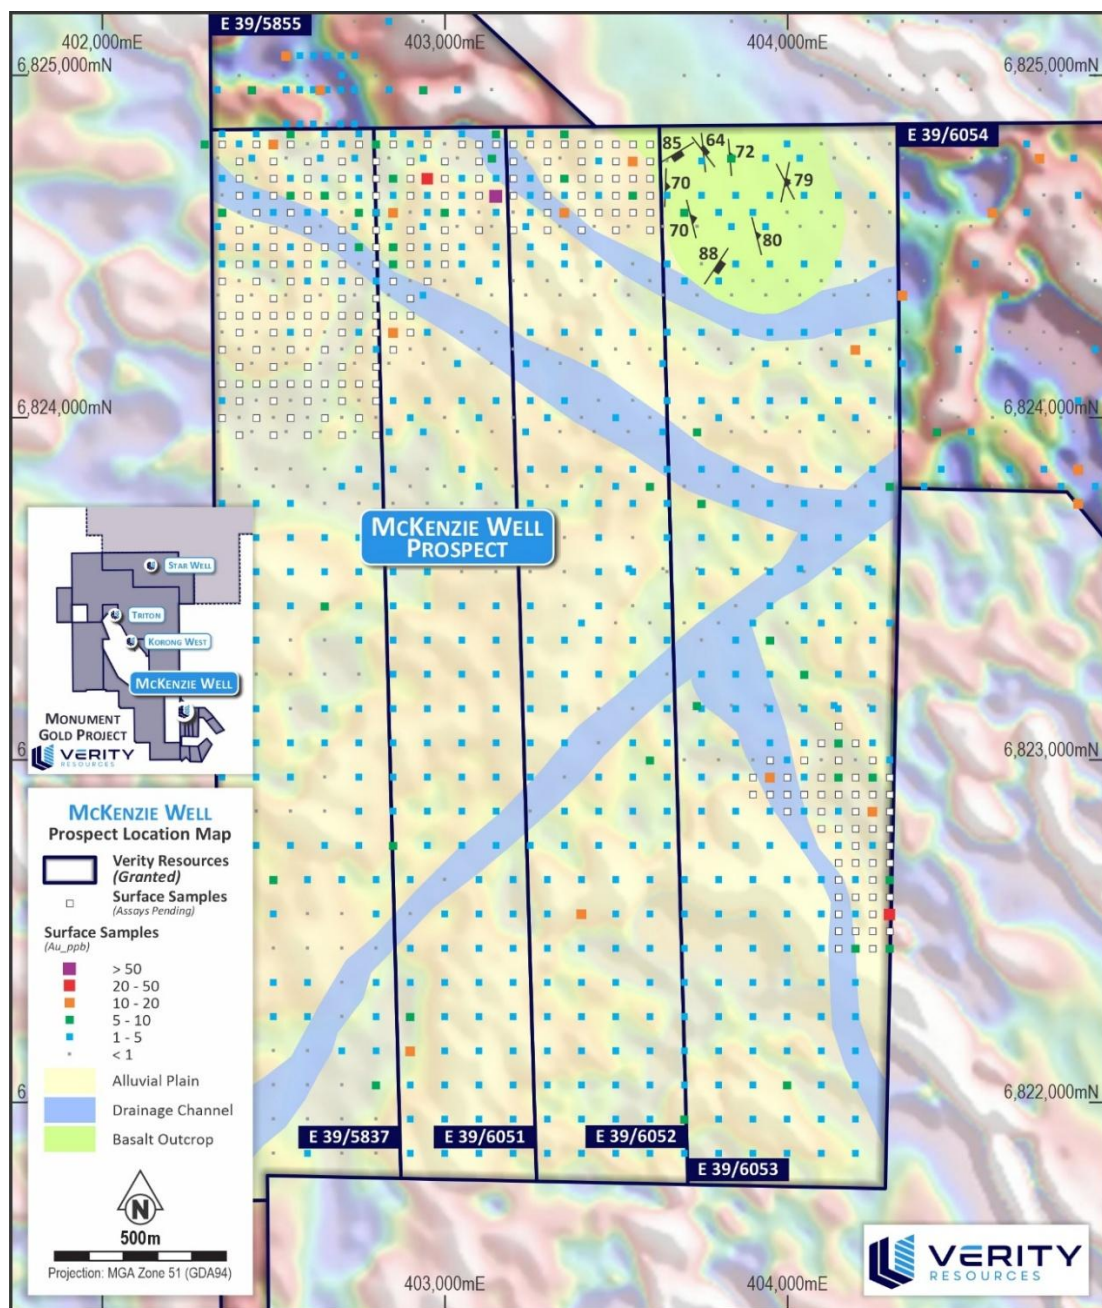 E 39/5855
402,000mE
403,000mE
404,000mE
6,825,000mN
6,825,000mN
E 39/6054
85
64
72
70
79
70
80
88
6,824,000mN
6,824,000mN
McKenzie Well
Prospect
Star Well
Triton
Korong West
McKenzie Well
Monument
Gold Project
VERITY
RESOURCES
6,823,000mN
McKenzie Well
Prospect Location Map
Verity Resources
(Granted)
Surface Samples
(Assays Pending)
Surface Samples
(Au_ppb)
> 50
20 - 50
10 - 20
5 - 10
1 - 5
< 1
Alluvial Plain
Drainage Channel
Basalt Outcrop
N
500m
Projection: MGA Zone 51 (GDA94)
6,822,000mN
E 39/5837
E 39/6051
E 39/6052
E 39/6053
403,000mE
404,000mE
VERITY
RESOURCES